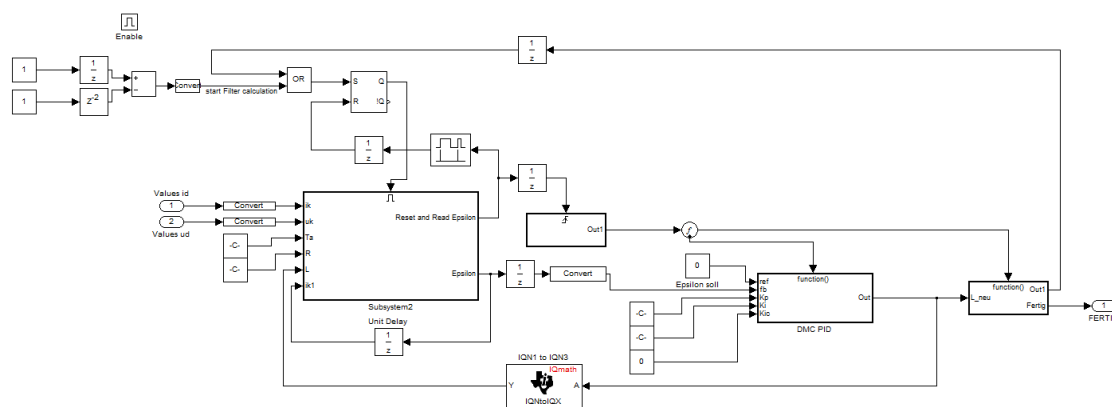 Enable
1
1
z
+
−
Convert
1
z
1
Z-2
start Filter calculation
OR
S
Q
R
!Q
1
z
1
z
Values id
1
Convert
2
Values ud
Convert
-C-
-C-
ik
uk
Ta
R
L
ik1
Reset and Read Epsilon
Epsilon
Subsystem2
1
z
Out1
1
z
Convert
Unit Delay
1
z
0
Epsilon soll
-C-
-C-
0
function()
ref
fb
Kp
Ki
Kio
Out
DMC PID
function()
L_neu
Out1
Fertig
1
IQN1 to IQN3
IQmath
Y
A
IQNtoIQX